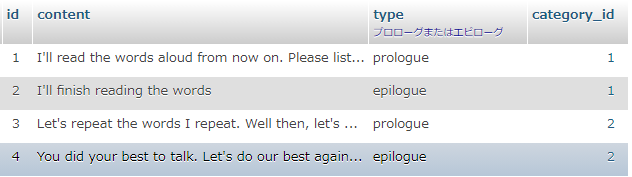 id content type category_id
プロローグまたはエピローグ
1 I'll read the words aloud from now on. Please list... prologue 1
2 I'll finish reading the words epilogue 1
3 Let's repeat the words I repeat. Well then, let's ... prologue 2
4 You did your best to talk. Let's do our best again... epilogue 2